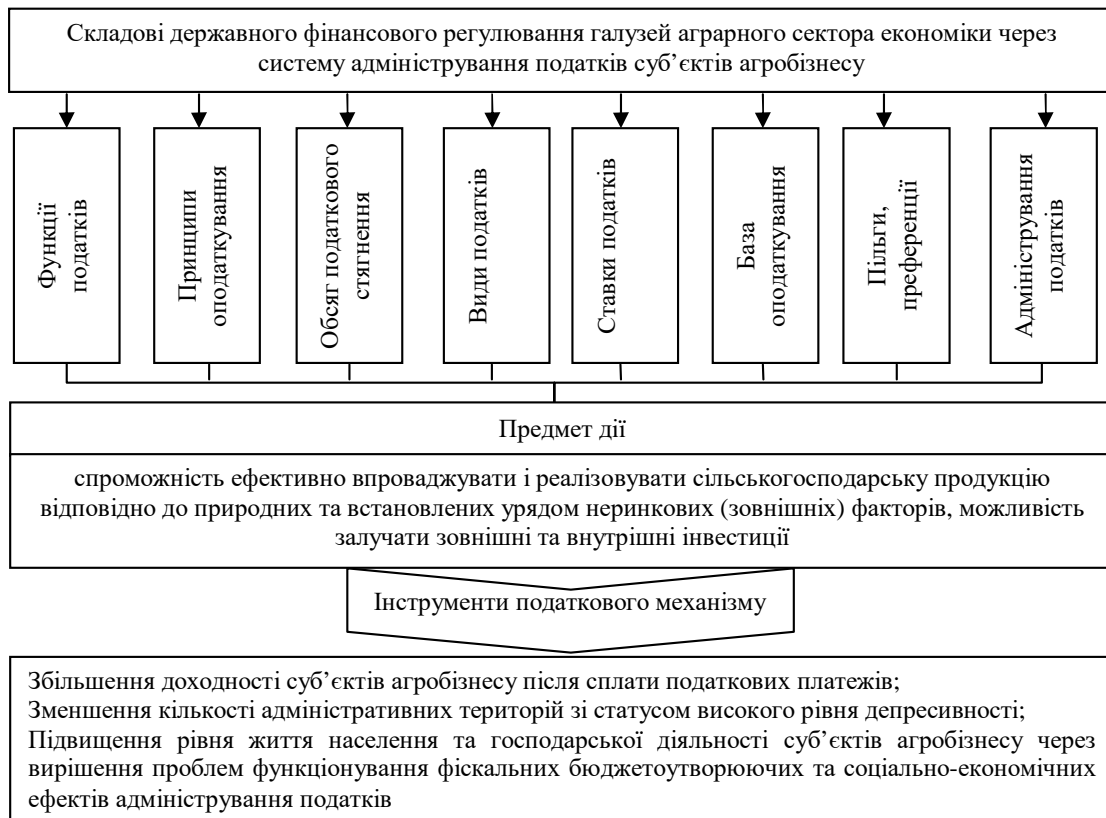 Складові державного фінансового регулювання галузей аграрного сектора економіки через
систему адміністрування податків суб’єктів агробізнесу
Функції
податків
Принципи
оподаткування
Обсяг податкового
стягнення
Види податків
Ставки податків
База
оподаткування
Пільги,
преференції
Адміністрування
податків
Предмет дії
спроможність ефективно впроваджувати і реалізовувати сільськогосподарську продукцію
відповідно до природних та встановлених урядом неринкових (зовнішніх) факторів, можливість
залучати зовнішні та внутрішні інвестиції
Інструменти податкового механізму
Збільшення доходності суб’єктів агробізнесу після сплати податкових платежів;
Зменшення кількості адміністративних територій зі статусом високого рівня депресивності;
Підвищення рівня життя населення та господарської діяльності суб’єктів агробізнесу через
вирішення проблем функціонування фіскальних бюджетоутворюючих та соціально-економічних
ефектів адміністрування податків